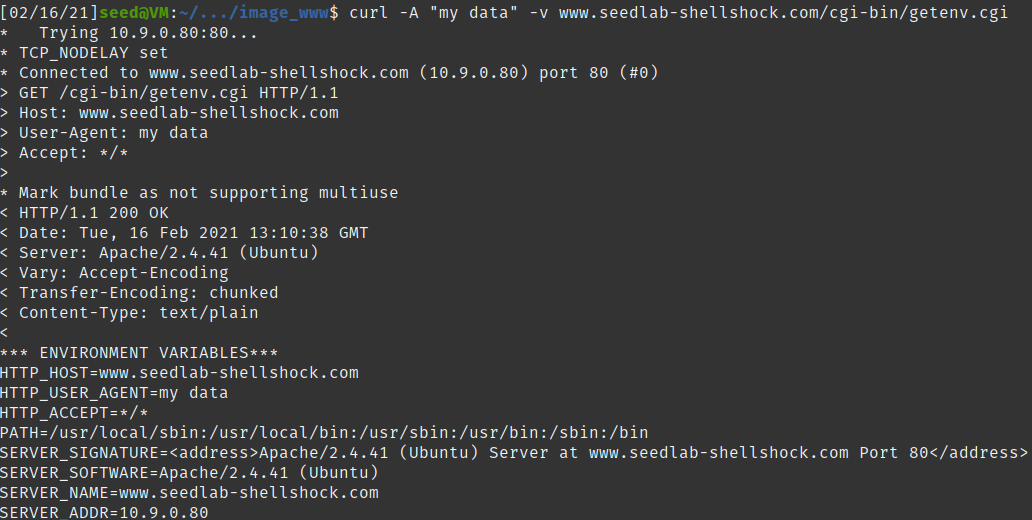 [02/16/21]seed@VM:~/.../image_www$ curl -A "my data" -v www.seedlab-shellshock.com/cgi-bin/getenv.cgi
*   Trying 10.9.0.80:80...
* TCP_NODELAY set
* Connected to www.seedlab-shellshock.com (10.9.0.80) port 80 (#0)
> GET /cgi-bin/getenv.cgi HTTP/1.1
> Host: www.seedlab-shellshock.com
> User-Agent: my data
> Accept: */*
>
* Mark bundle as not supporting multiuse
< HTTP/1.1 200 OK
< Date: Tue, 16 Feb 2021 13:10:38 GMT
< Server: Apache/2.4.41 (Ubuntu)
< Vary: Accept-Encoding
< Transfer-Encoding: chunked
< Content-Type: text/plain
<
*** ENVIRONMENT VARIABLES***
HTTP_HOST=www.seedlab-shellshock.com
HTTP_USER_AGENT=my data
HTTP_ACCEPT=*/*
PATH=/usr/local/sbin:/usr/local/bin:/usr/sbin:/usr/bin:/sbin:/bin
SERVER_SIGNATURE=<address>Apache/2.4.41 (Ubuntu) Server at www.seedlab-shellshock.com Port 80</address>
SERVER_SOFTWARE=Apache/2.4.41 (Ubuntu)
SERVER_NAME=www.seedlab-shellshock.com
SERVER_ADDR=10.9.0.80